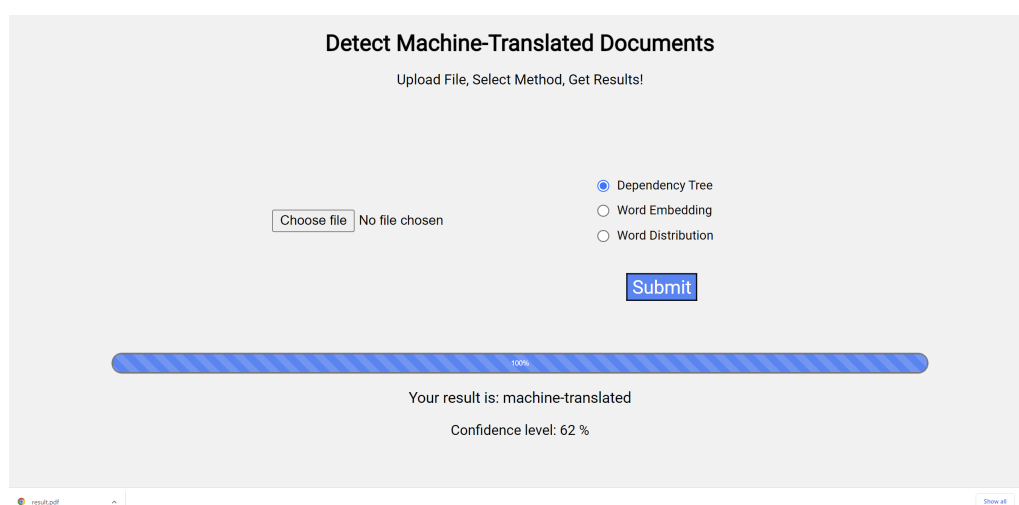 Detect Machine-Translated Documents
Upload File, Select Method, Get Results!
Dependency Tree
Word Embedding
Choose file No file chosen
Word Distribution
Submit
100%
Your result is: machine-translated
Confidence level: 62 %
result.pdf
Show all